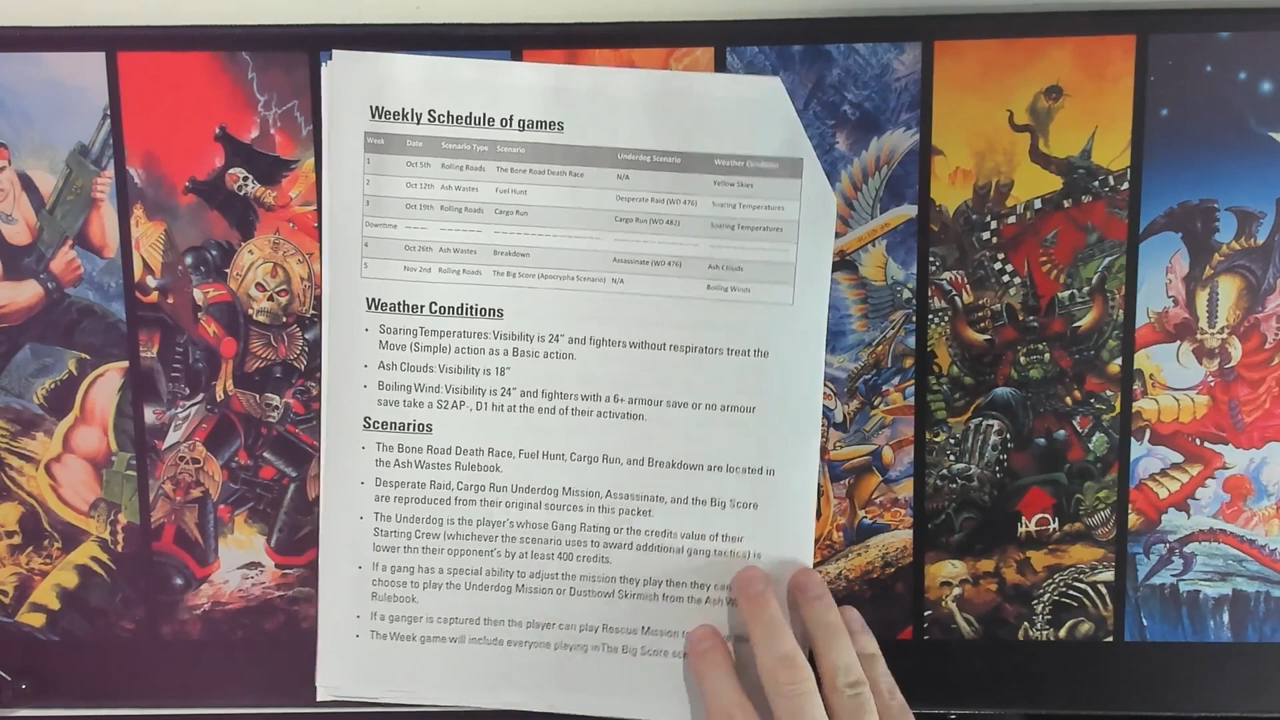 Weekly Schedule of games
Week Date Scenario Type Scenario Underdog Scenario Weather Condition
1 Oct 5th Rolling Roads The Bone Road Death Race N/A Yellow Skies
2 Oct 12th Ash Wastes Fuel Hunt Desperate Raid (WD 476) Soaring Temperatures
3 Oct 19th Rolling Roads Cargo Run Cargo Run (WD 482) Soaring Temperatures
Downtime
4 Oct 26th Ash Wastes Breakdown Assassinate (WD 476) Ash Clouds
5 Nov 2nd Rolling Roads The Big Score (Apocrypha Scenario) N/A Boiling Winds
Weather Conditions
• Soaring Temperatures: Visibility is 24" and fighters without respirators treat the
Move (Simple) action as a Basic action.
• Ash Clouds: Visibility is 18"
• Boiling Wind: Visibility is 24" and fighters with a 6+ armour save or no armour
save take a S2 AP-, D1 hit at the end of their activation.
Scenarios
• The Bone Road Death Race, Fuel Hunt, Cargo Run, and Breakdown are located in
the Ash Wastes Rulebook.
• Desperate Raid, Cargo Run Underdog Mission, Assassinate, and the Big Score
are reproduced from their original sources in this packet.
• The Underdog is the player's whose Gang Rating or the credits value of their
Starting Crew (whichever the scenario uses to award additional gang tactics) is
lower thn their opponent's by at least 400 credits.
• If a gang has a special ability to adjust the mission they play then they can
choose to play the Underdog Mission or Dustbowl Skirmish from the Ash
Rulebook.
• If a ganger is captured then the player can play Rescue Mission
• The Week game will include everyone playing in The Big Score